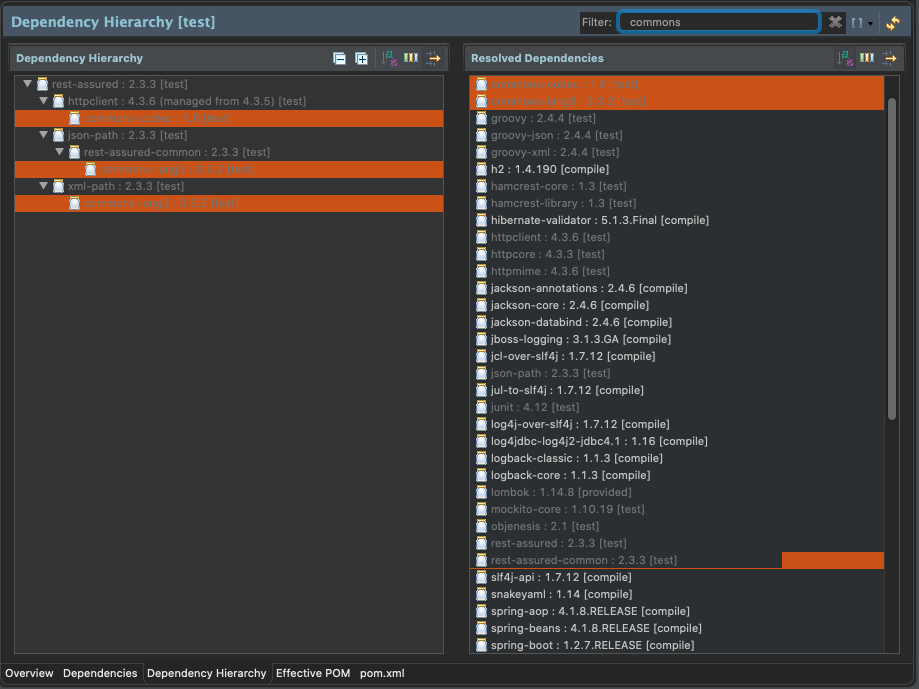 Dependency Hierarchy [test]
Filter: commons
Dependency Hierarchy
rest-assured : 2.3.3 [test]
httpclient : 4.3.6 (managed from 4.3.5) [test]
commons-codec : 1.6 [test]
json-path : 2.3.3 [test]
rest-assured-common : 2.3.3 [test]
commons-lang3 : 3.3.2 [test]
xml-path : 2.3.3 [test]
commons-lang3 : 3.3.2 [test]
Resolved Dependencies
commons-codec : 1.6 [test]
commons-lang3 : 3.3.2 [test]
groovy : 2.4.4 [test]
groovy-json : 2.4.4 [test]
groovy-xml : 2.4.4 [test]
h2 : 1.4.190 [compile]
hamcrest-core : 1.3 [test]
hamcrest-library : 1.3 [test]
hibernate-validator : 5.1.3.Final [compile]
httpclient : 4.3.6 [test]
httpcore : 4.3.3 [test]
httpmime : 4.3.6 [test]
jackson-annotations : 2.4.6 [compile]
jackson-core : 2.4.6 [compile]
jackson-databind : 2.4.6 [compile]
jboss-logging : 3.1.3.GA [compile]
jcl-over-slf4j : 1.7.12 [compile]
json-path : 2.3.3 [test]
jul-to-slf4j : 1.7.12 [compile]
junit : 4.12 [test]
log4j-over-slf4j : 1.7.12 [compile]
log4jdbc-log4j2-jdbc4.1 : 1.16 [compile]
logback-classic : 1.1.3 [compile]
logback-core : 1.1.3 [compile]
lombok : 1.14.8 [provided]
mockito-core : 1.10.19 [test]
objenesis : 2.1 [test]
rest-assured : 2.3.3 [test]
rest-assured-common : 2.3.3 [test]
slf4j-api : 1.7.12 [compile]
snakeyaml : 1.14 [compile]
spring-aop : 4.1.8.RELEASE [compile]
spring-beans : 4.1.8.RELEASE [compile]
spring-boot : 1.2.7.RELEASE [compile]
Overview Dependencies Dependency Hierarchy Effective POM pom.xml